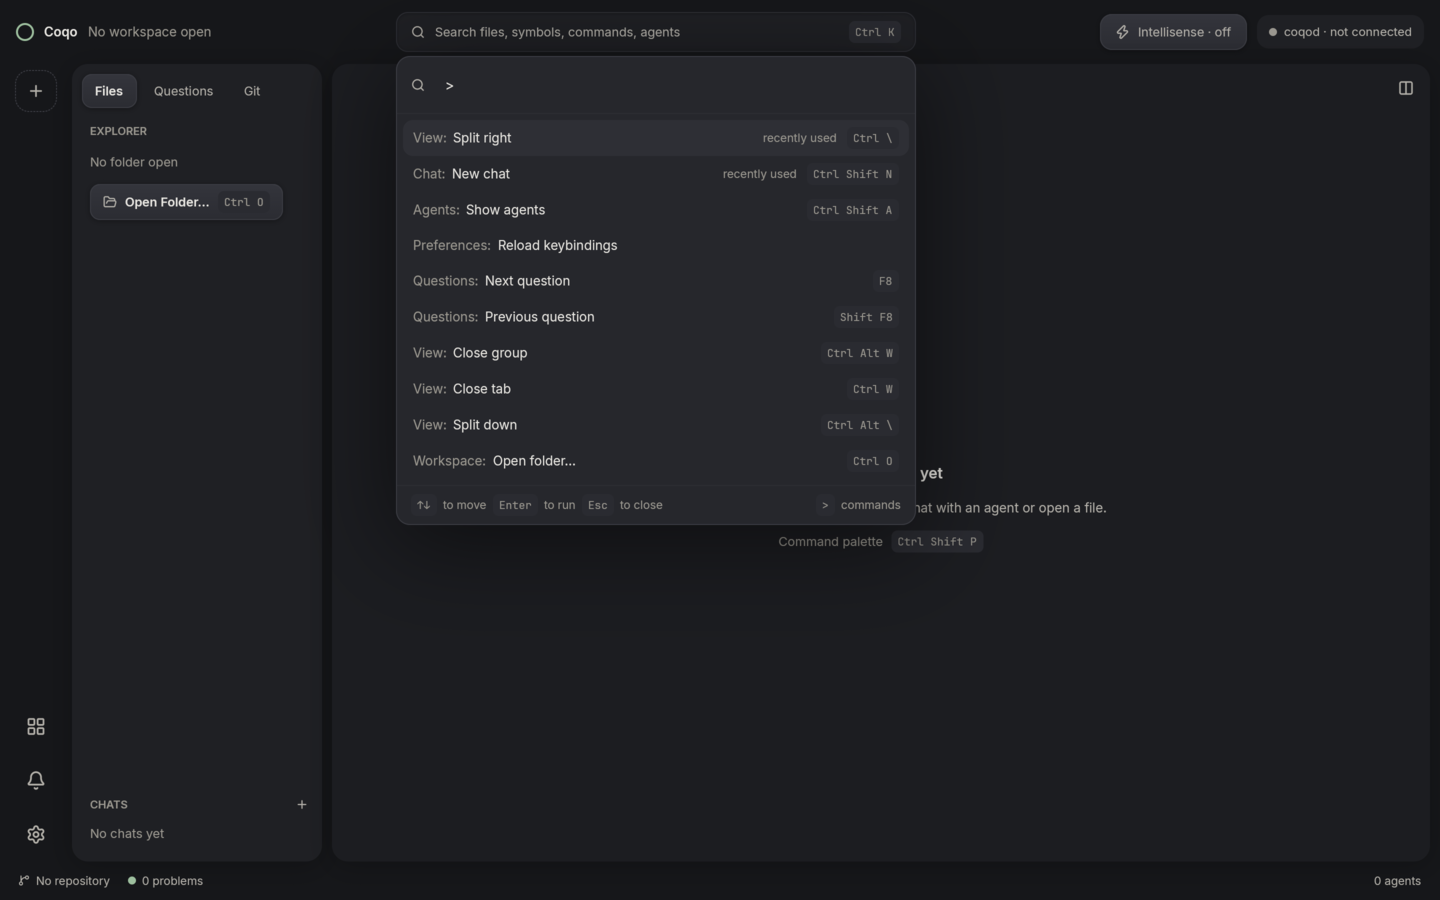 Coqo No workspace open
Search files, symbols, commands, agents Ctrl K
Intellisense · off
coqod · not connected
Files Questions Git
EXPLORER
No folder open
Open Folder... Ctrl O
>
View: Split right recently used Ctrl \
Chat: New chat recently used Ctrl Shift N
Agents: Show agents Ctrl Shift A
Preferences: Reload keybindings
Questions: Next question F8
Questions: Previous question Shift F8
View: Close group Ctrl Alt W
View: Close tab Ctrl W
View: Split down Ctrl Alt \
Workspace: Open folder... Ctrl O
↑↓ to move Enter to run Esc to close > commands
yet
with an agent or open a file.
Command palette Ctrl Shift P
CHATS +
No chats yet
No repository 0 problems
0 agents